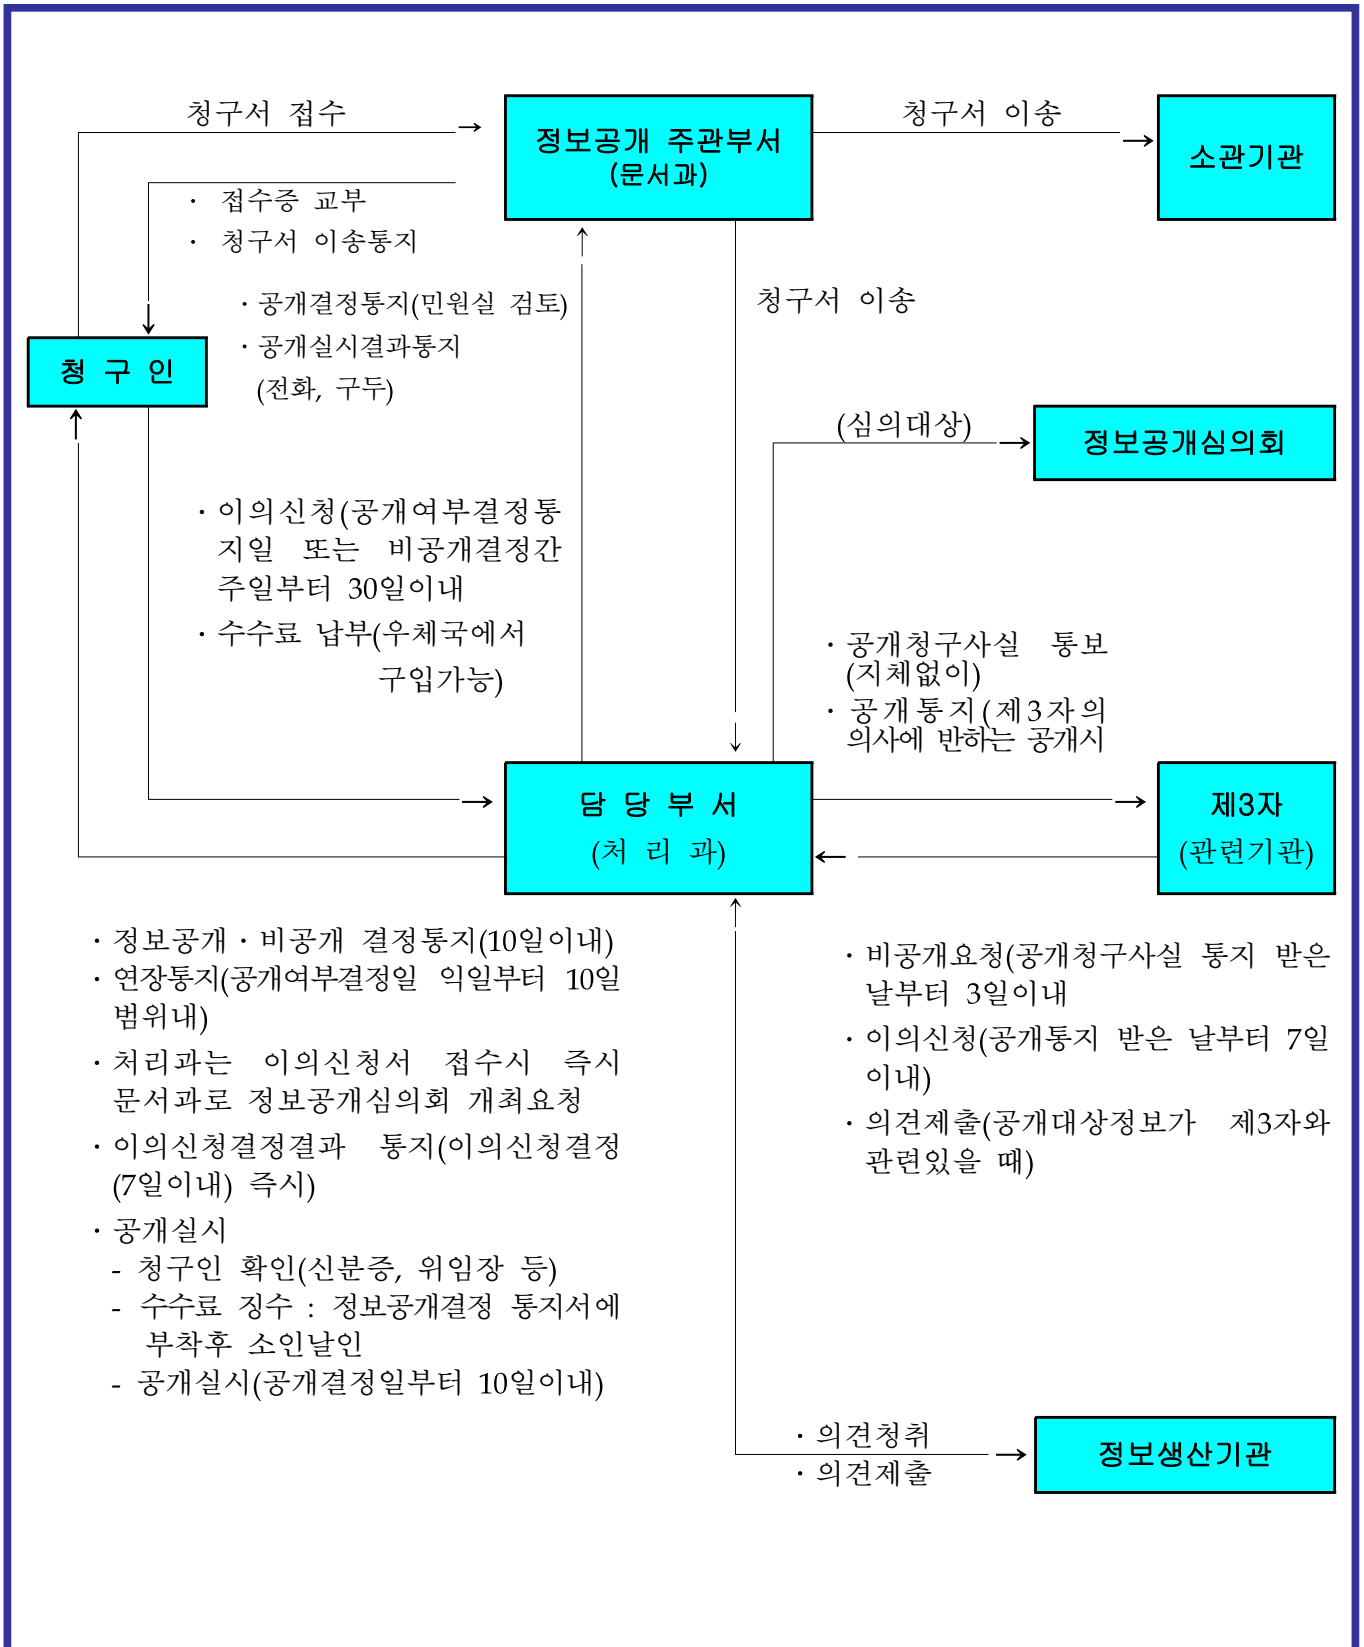 청구서 접수
정보공개 주관부서
(문서과)
청구서 이송
소관기관
· 접수증 교부
· 청구서 이송통지
· 공개결정통지(민원실 검토)
· 공개실시결과통지
(전화, 구두)
청구서 이송
청 구 인
(심의대상)
정보공개심의회
· 이의신청(공개여부결정통
지일 또는 비공개결정간
주일부터 30일이내
· 수수료 납부(우체국에서
구입가능)
· 공개청구사실 통보
(지체없이)
· 공개통지(제3자의
의사에 반하는 공개시
담 당 부 서
(처 리 과)
제3자
(관련기관)
· 정보공개 · 비공개 결정통지(10일이내)
· 연장통지(공개여부결정일 익일부터 10일
범위내)
· 처리과는 이의신청서 접수시 즉시
문서과로 정보공개심의회 개최요청
· 이의신청결정결과 통지(이의신청결정
(7일이내) 즉시)
· 공개실시
- 청구인 확인(신분증, 위임장 등)
- 수수료 징수 : 정보공개결정 통지서에
부착후 소인날인
- 공개실시(공개결정일부터 10일이내)
· 비공개요청(공개청구사실 통지 받은
날부터 3일이내
· 이의신청(공개통지 받은 날부터 7일
이내)
· 의견제출(공개대상정보가 제3자와
관련있을 때)
· 의견청취
· 의견제출
정보생산기관